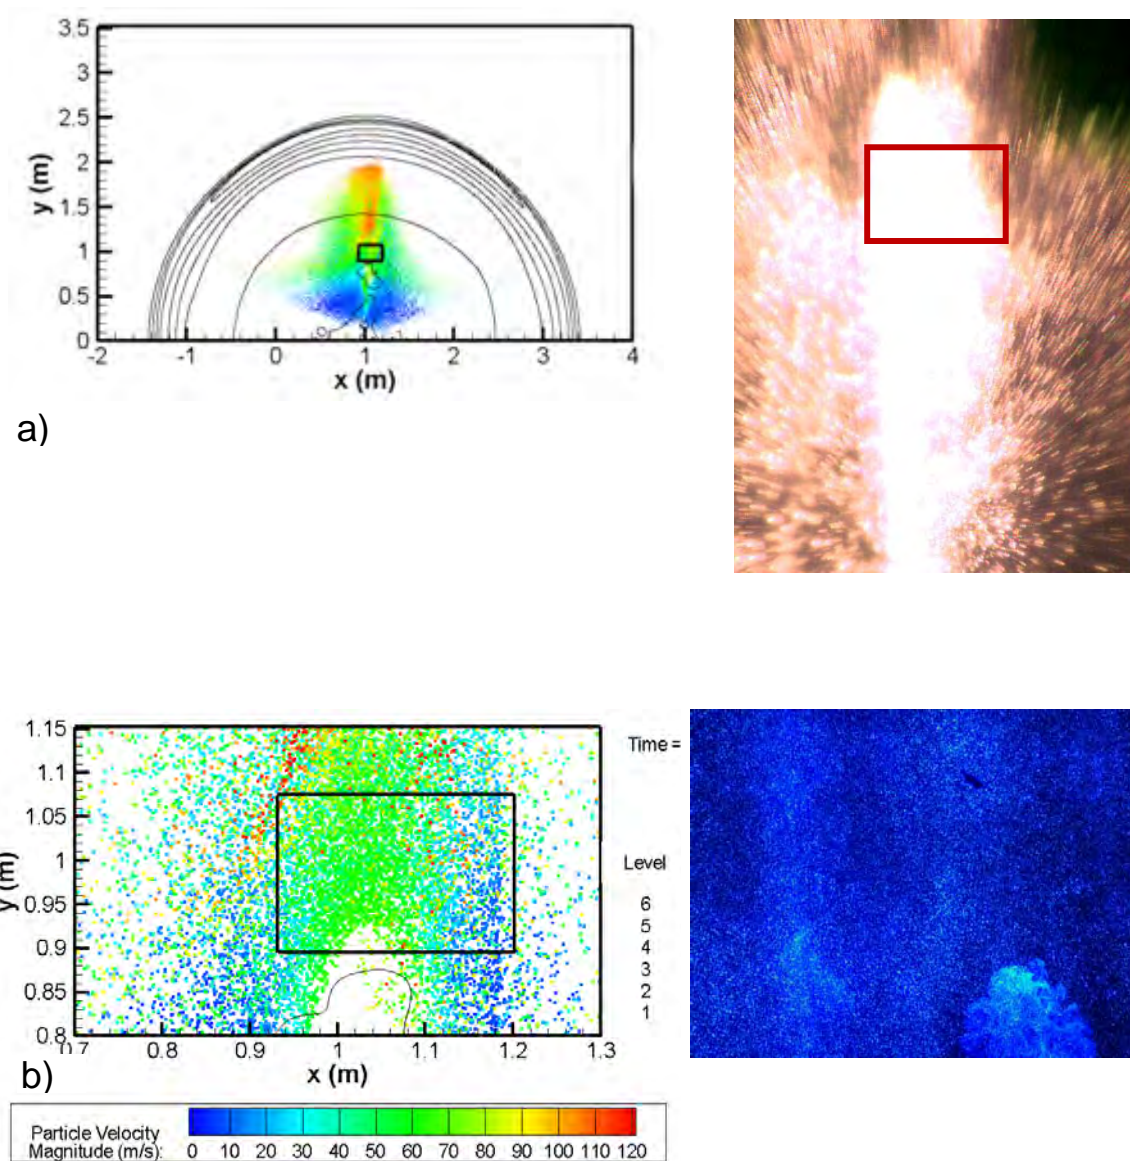 3.5
3
2.5
2
1.5
1
0.5
0
y (m)
-2 -1 0 1 2 3 4
x (m)
a)
1.15
1.1
1.05
1
0.95
0.9
0.85
0.8
y (m)
0.7 0.8 0.9 1 1.1 1.2 1.3
x (m)
Time =
Level
6
5
4
3
2
1
b)
Particle Velocity
Magnitude (m/s): 0 10 20 30 40 50 60 70 80 90 100 110 120